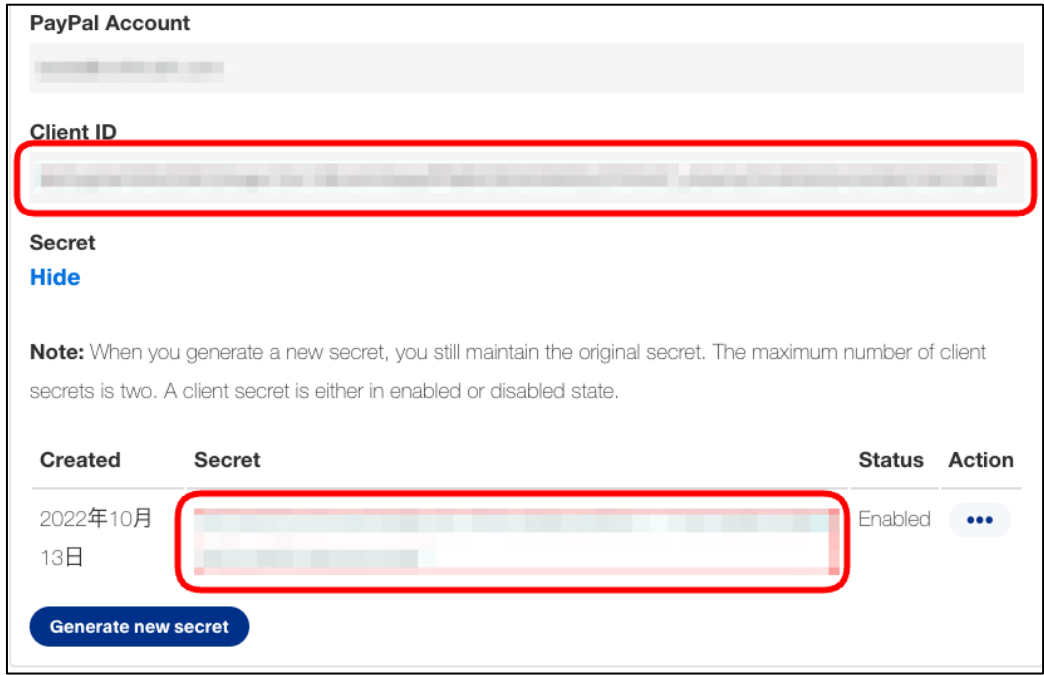 PayPal Account
Client ID
Secret
Hide
Note: When you generate a new secret, you still maintain the original secret. The maximum number of client
secrets is two. A client secret is either in enabled or disabled state.
Created Secret Status Action
2022年10月 Enabled •••
13日
Generate new secret